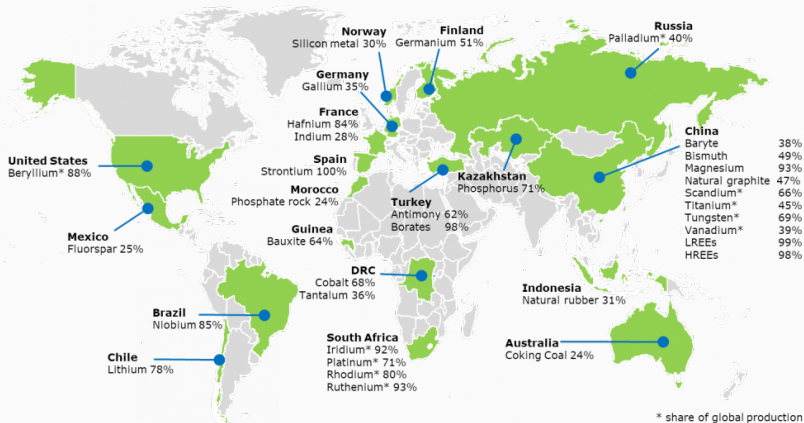 Norway
Silicon metal 30%
Finland
Germanium 51%
Russia
Palladium* 40%
Germany
Gallium 35%
France
Hafnium 84%
Indium 28%
China
Baryte 38%
Bismuth 49%
Magnesium 93%
Natural graphite 47%
Scandium* 66%
Titanium* 45%
Tungsten* 69%
Vanadium* 39%
LREEs 99%
HREEs 98%
United States
Beryllium* 88%
Spain
Strontium 100%
Kazakhstan
Phosphorus 71%
Morocco
Phosphate rock 24%
Turkey
Antimony 62%
Borates 98%
Mexico
Fluorspar 25%
Guinea
Bauxite 64%
DRC
Cobalt 68%
Tantalum 36%
Indonesia
Natural rubber 31%
Brazil
Niobium 85%
South Africa
Iridium* 92%
Platinum* 71%
Rhodium* 80%
Ruthenium* 93%
Australia
Coking Coal 24%
Chile
Lithium 78%
* share of global production